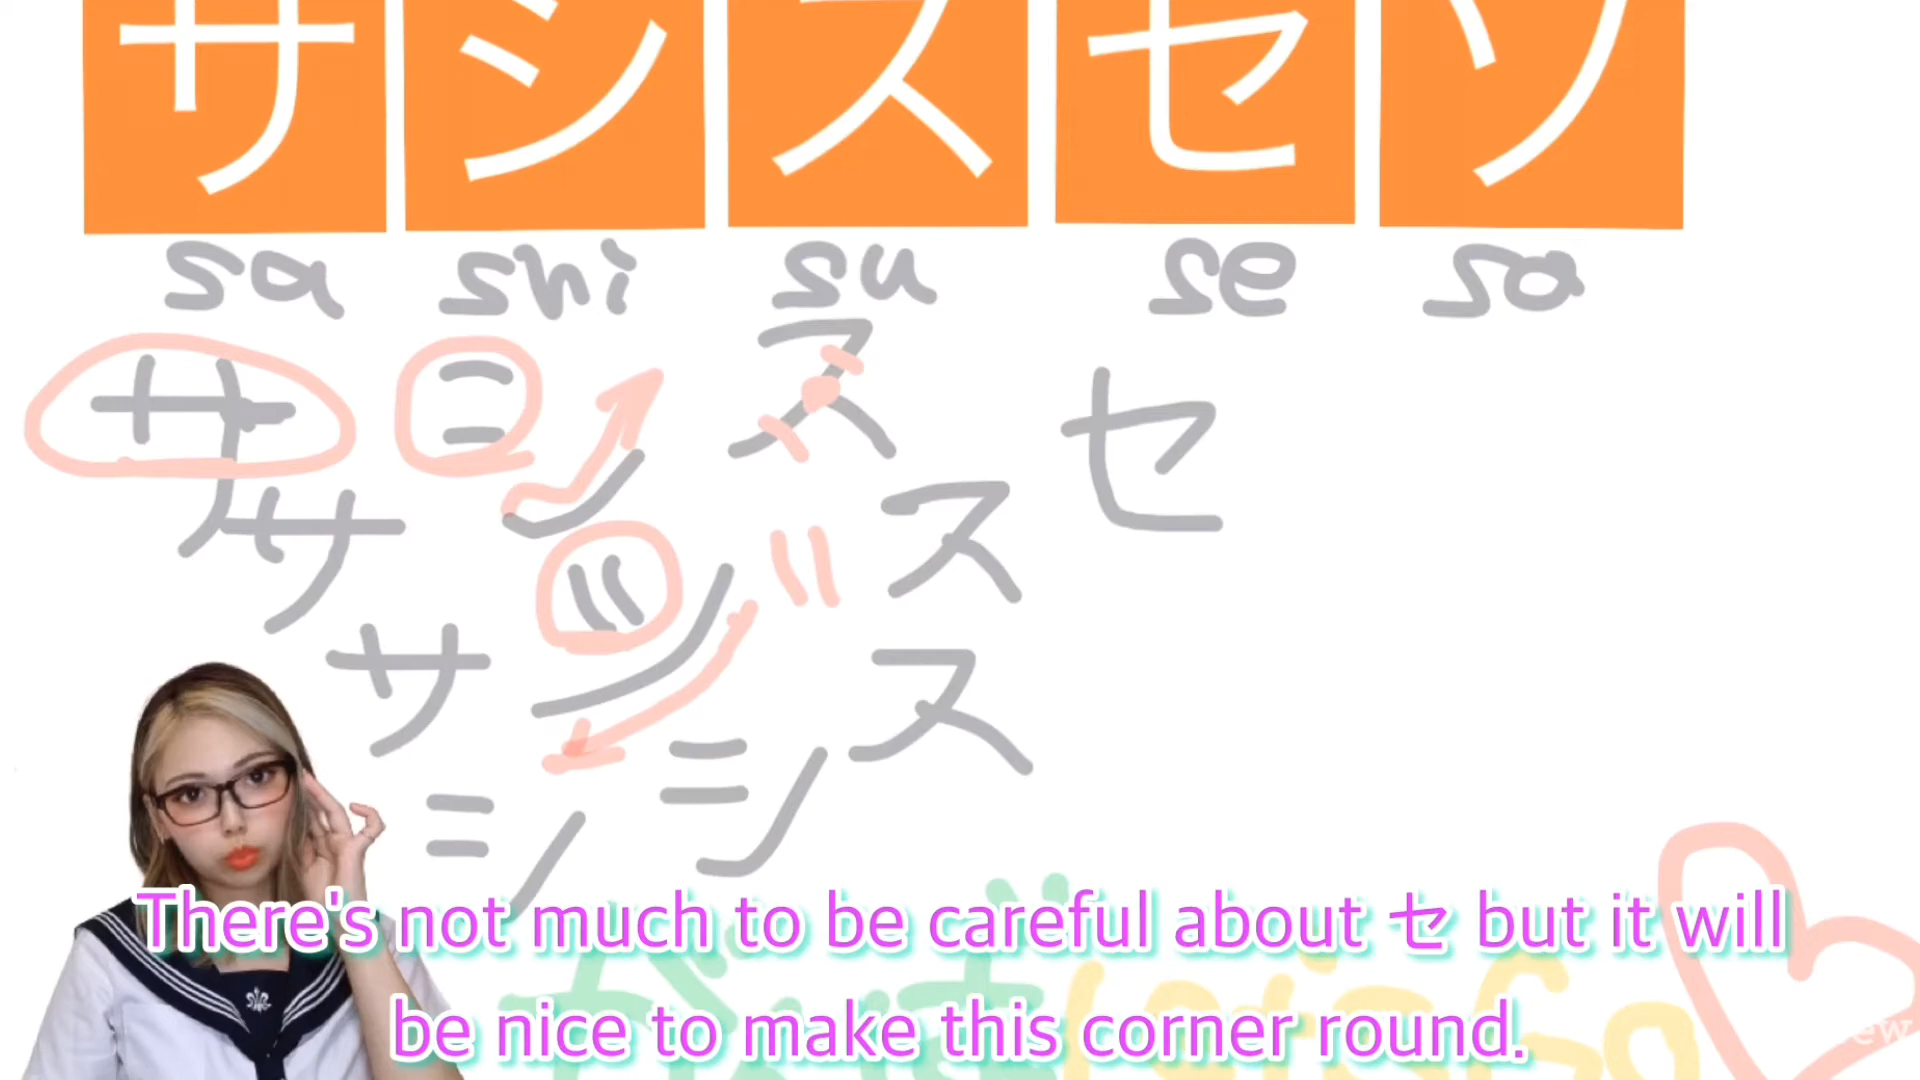 サ シ ス セ ソ
sa shi su se so
サ シ ス セ
サ シ ス
サ シ ス
シ
There's not much to be careful about セ but it will
be nice to make this corner round.